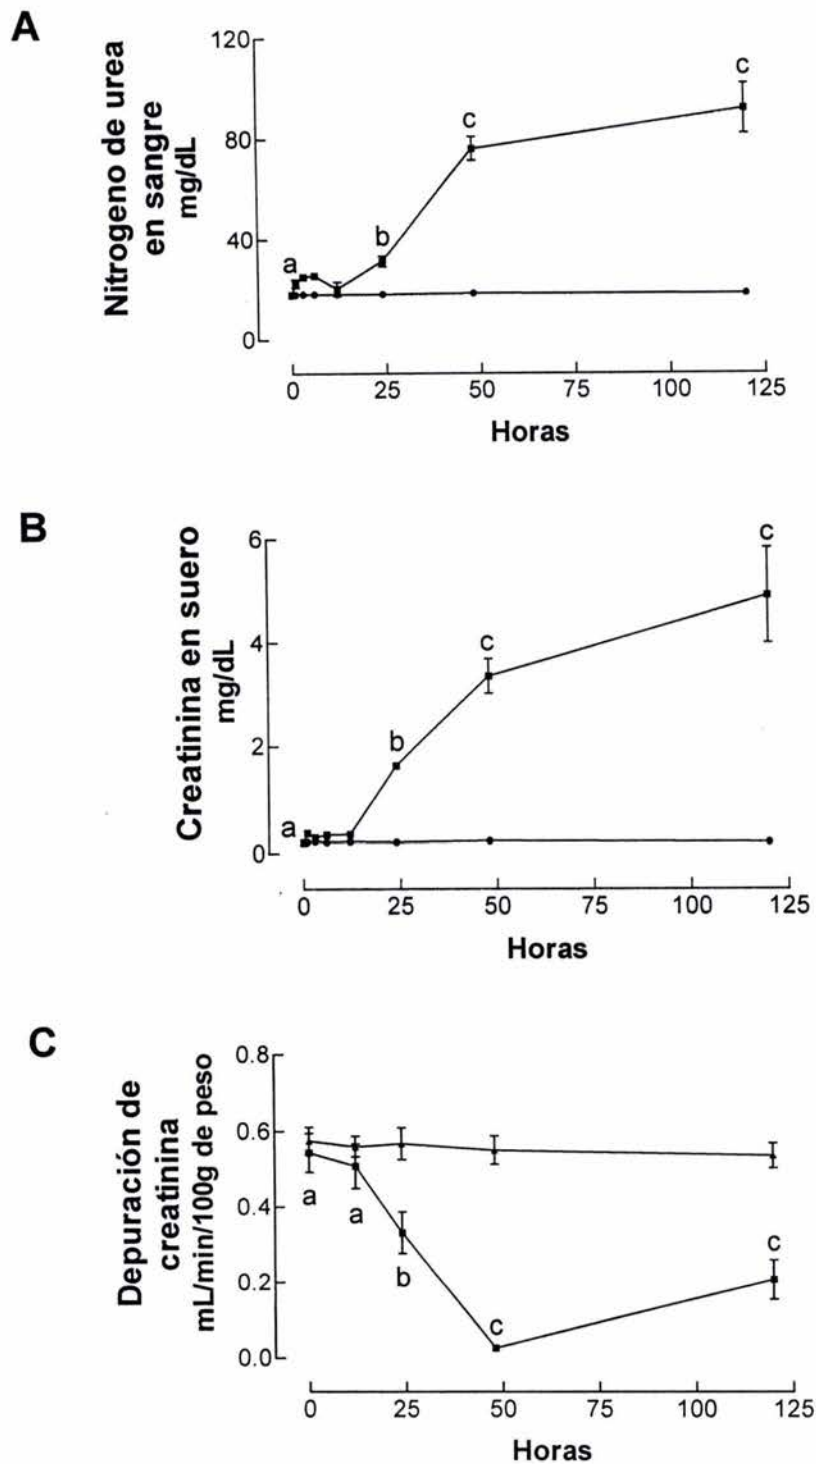 A
Nitrogeno de urea
en sangre
mg/dL
120
80
40
0
a
b
c
c
0 25 50 75 100 125
Horas
B
Creatinina en suero
mg/dL
6
4
2
0
a
b
c
c
0 25 50 75 100 125
Horas
C
Depuración de
creatinina
mL/min/100g de peso
0.8
0.6
0.4
0.2
0.0
a
a
b
c
c
0 25 50 75 100 125
Horas